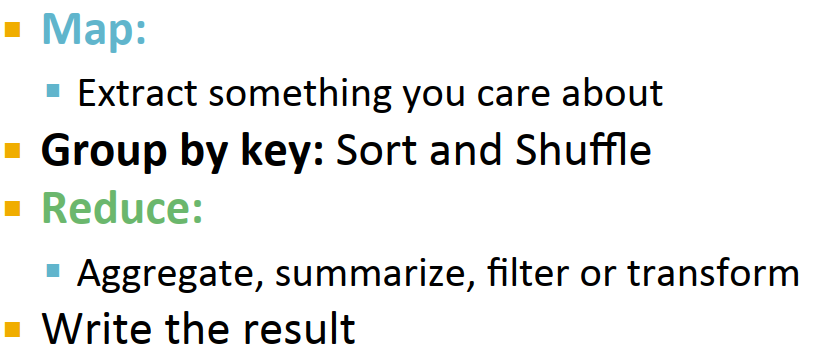 Map:
Extract something you care about
Group by key: Sort and Shuffle
Reduce:
Aggregate, summarize, filter or transform
Write the result